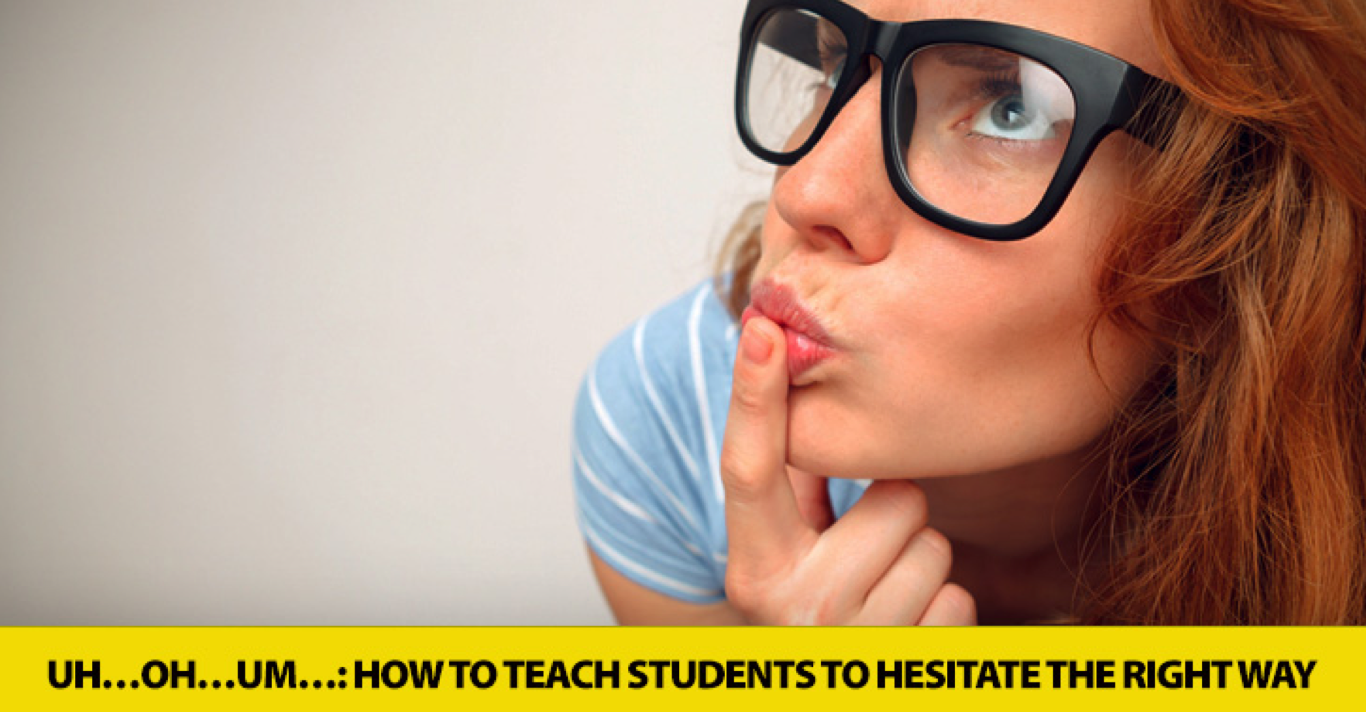 UH...OH...UM...: HOW TO TEACH STUDENTS TO HESITATE THE RIGHT WAY